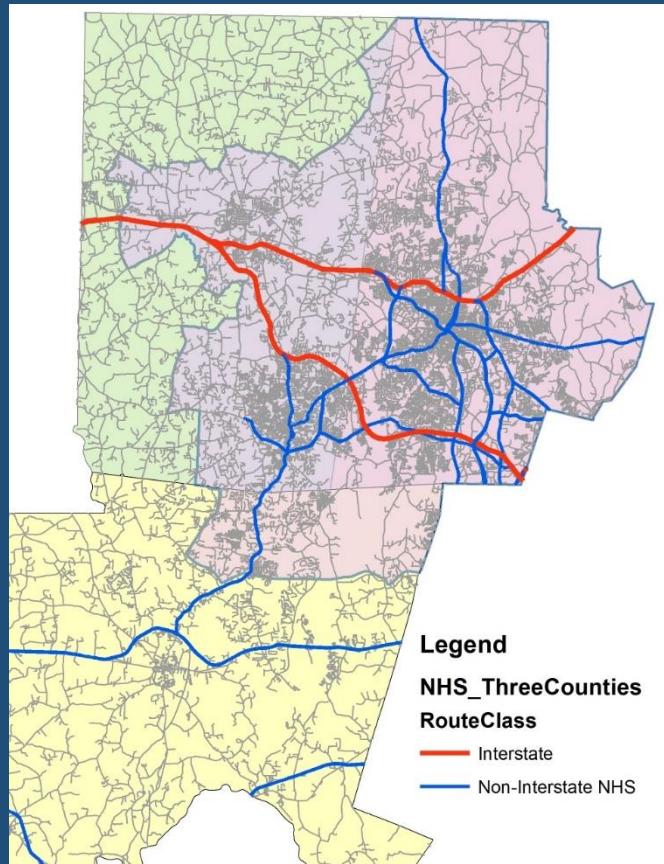 Legend
NHS_ThreeCounties
RouteClass
Interstate
Non-Interstate NHS